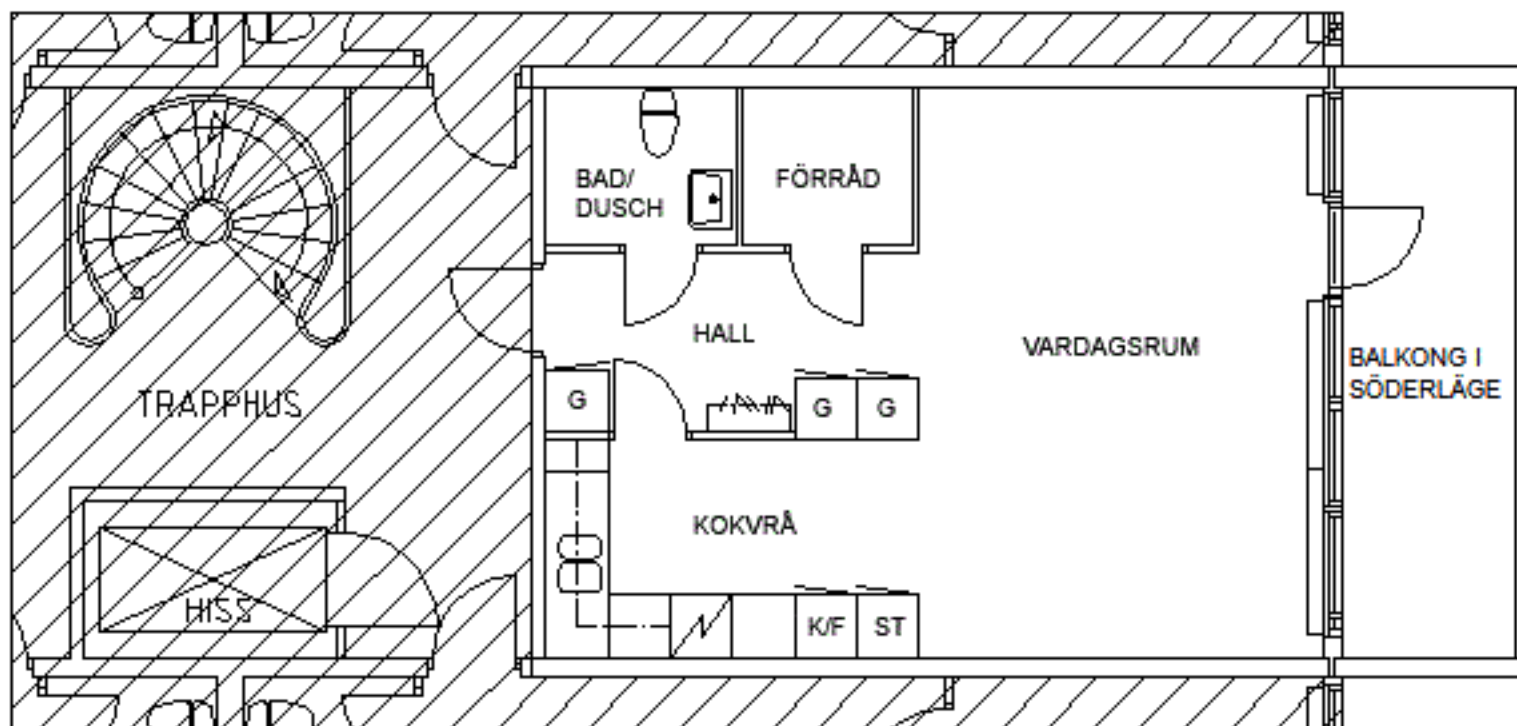 BAD/
DUSCH
FÖRRÅD
HALL
VARDAGSRUM
BALKONG I
SÖDERLÄGE
TRAPPHUS
G
G
G
KOKVRÅ
HISS
K/F
ST